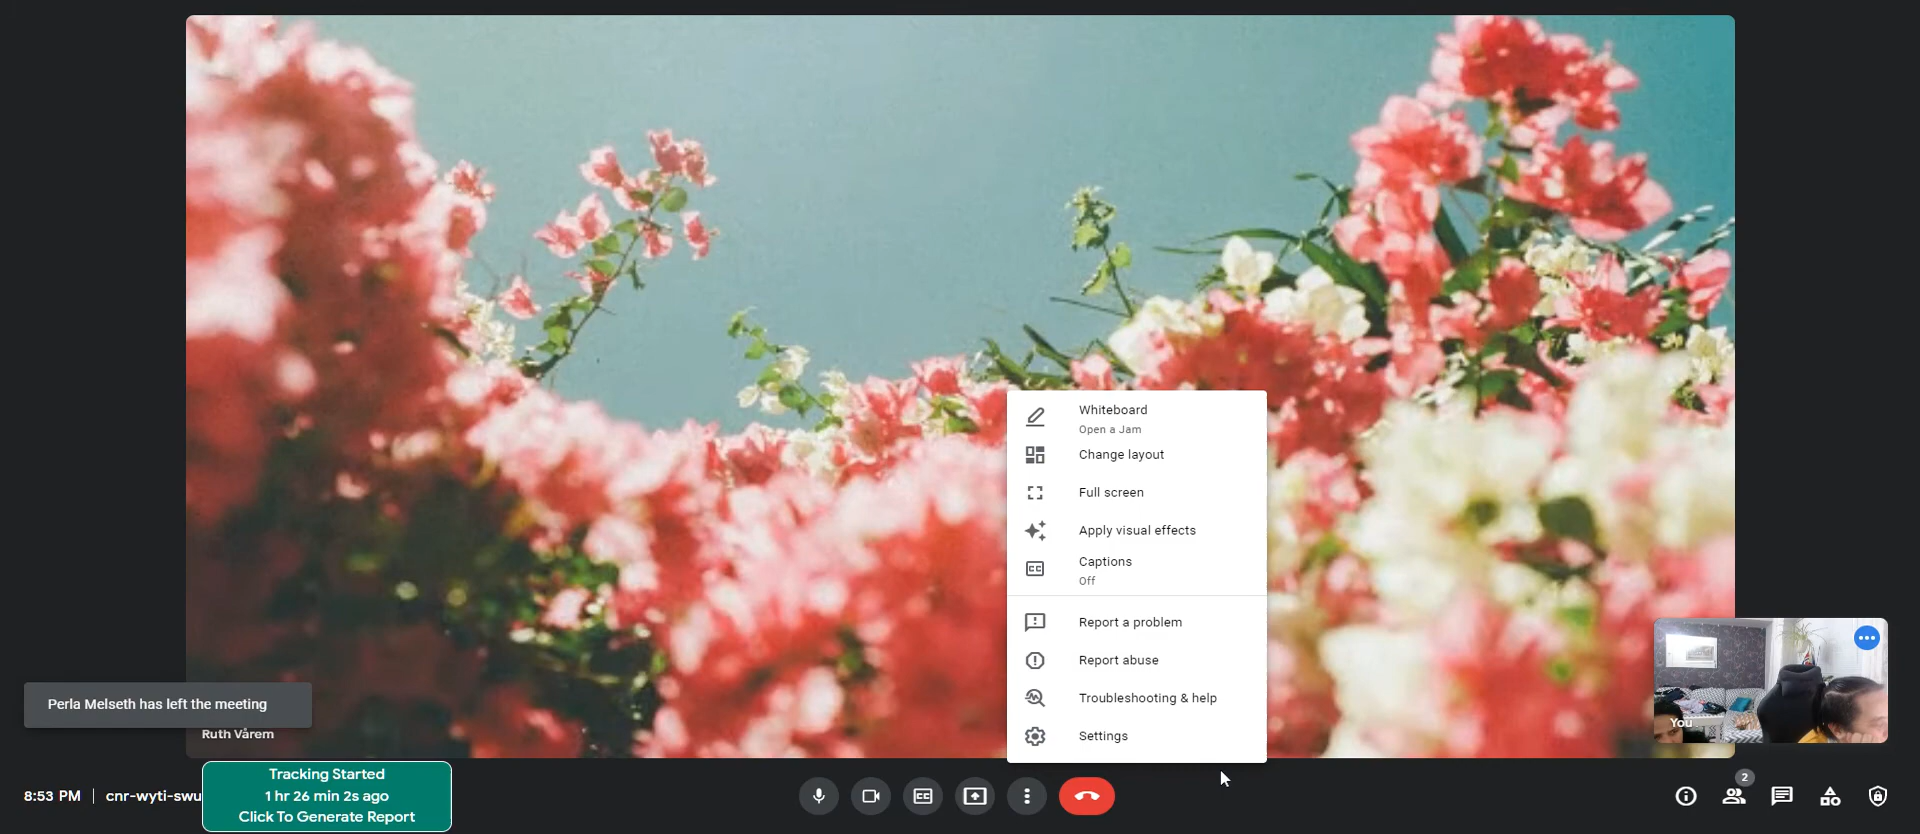 Whiteboard
Open a Jam
Change layout
Full screen
Apply visual effects
Captions
Off
Report a problem
Report abuse
Troubleshooting & help
Settings
Perla Melseth has left the meeting
Ruth Vårem
You
8:53 PM | cnr-wyti-swu
Tracking Started
1 hr 26 min 2s ago
Click To Generate Report
2